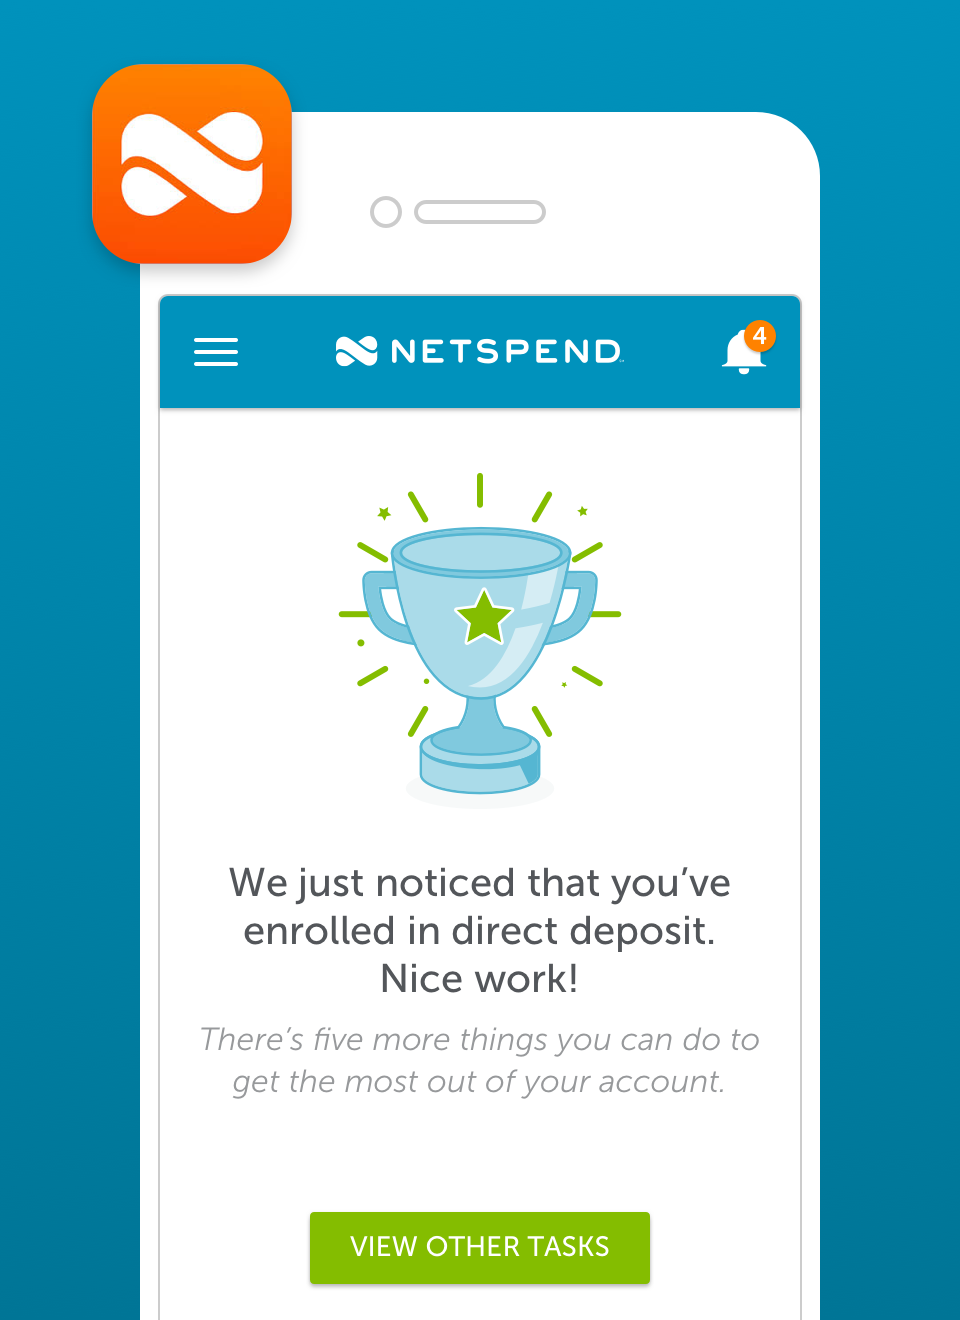 NETSPEND
4
We just noticed that you’ve
enrolled in direct deposit.
Nice work!
There’s five more things you can do to
get the most out of your account.
VIEW OTHER TASKS